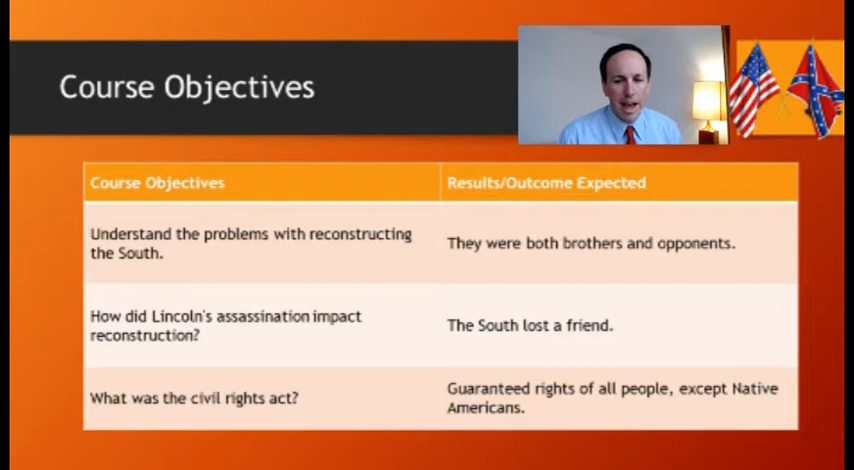 Course Objectives
Course Objectives
Results/Outcome Expected
Understand the problems with reconstructing
the South.
They were both brothers and opponents.
How did Lincoln's assassination impact
reconstruction?
The South lost a friend.
What was the civil rights act?
Guaranteed rights of all people, except Native
Americans.